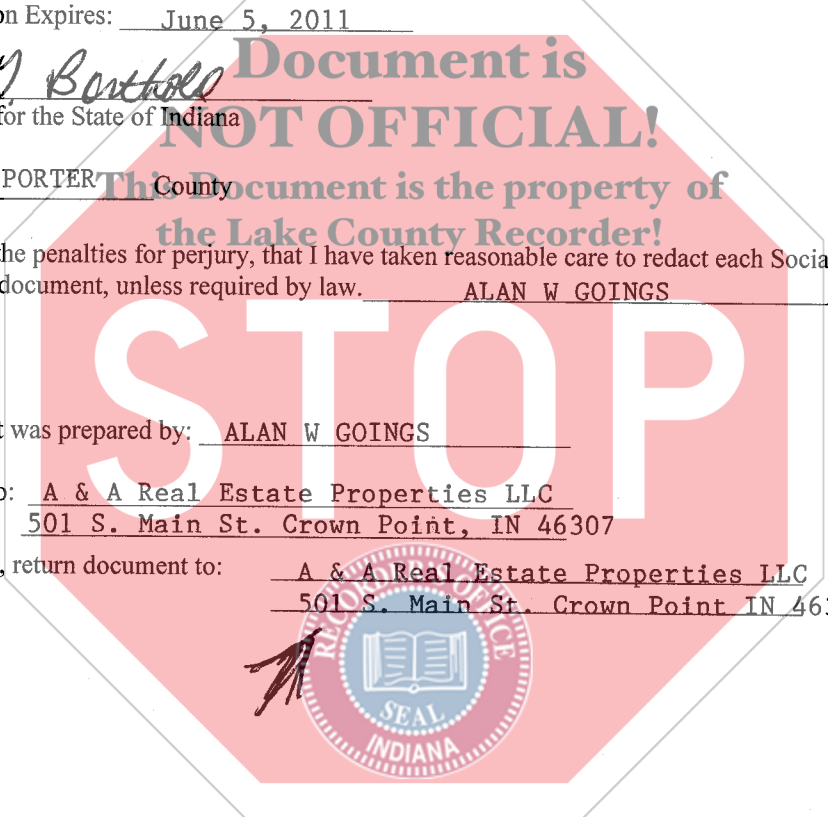 on Expires: June 5, 2011
Document is
Barthold
NOT OFFICIAL!
for the State of Indiana
This Document is the property of
PORTER County
the Lake County Recorder!
the penalties for perjury, that I have taken reasonable care to redact each Socia
document, unless required by law. ALAN W GOINGS
STOP
t was prepared by: ALAN W GOINGS
o: A & A Real Estate Properties LLC
501 S. Main St. Crown Point, IN 46307
, return document to: A & A Real Estate Properties LLC
501 S. Main St. Crown Point IN 463
RECORDER'S OFFICE
SEAL
INDIANA